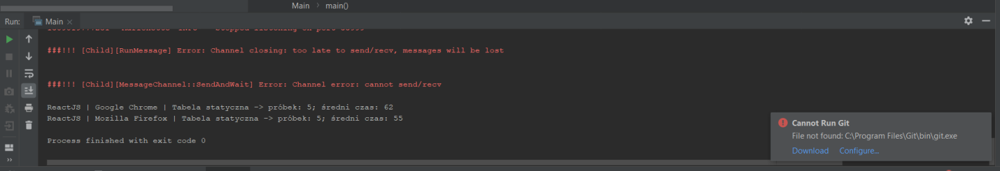 Main > main()
Run: Main ×
###!!! [Child][RunMessage] Error: Channel closing: too late to send/recv, messages will be lost
###!!! [Child][MessageChannel::SendAndWait] Error: Channel error: cannot send/recv
ReactJS | Google Chrome | Tabela statyczna -> próbek: 5; średni czas: 62
ReactJS | Mozilla Firefox | Tabela statyczna -> próbek: 5; średni czas: 55
Process finished with exit code 0
Cannot Run Git
File not found: C:\Program Files\Git\bin\git.exe
Download Configure...